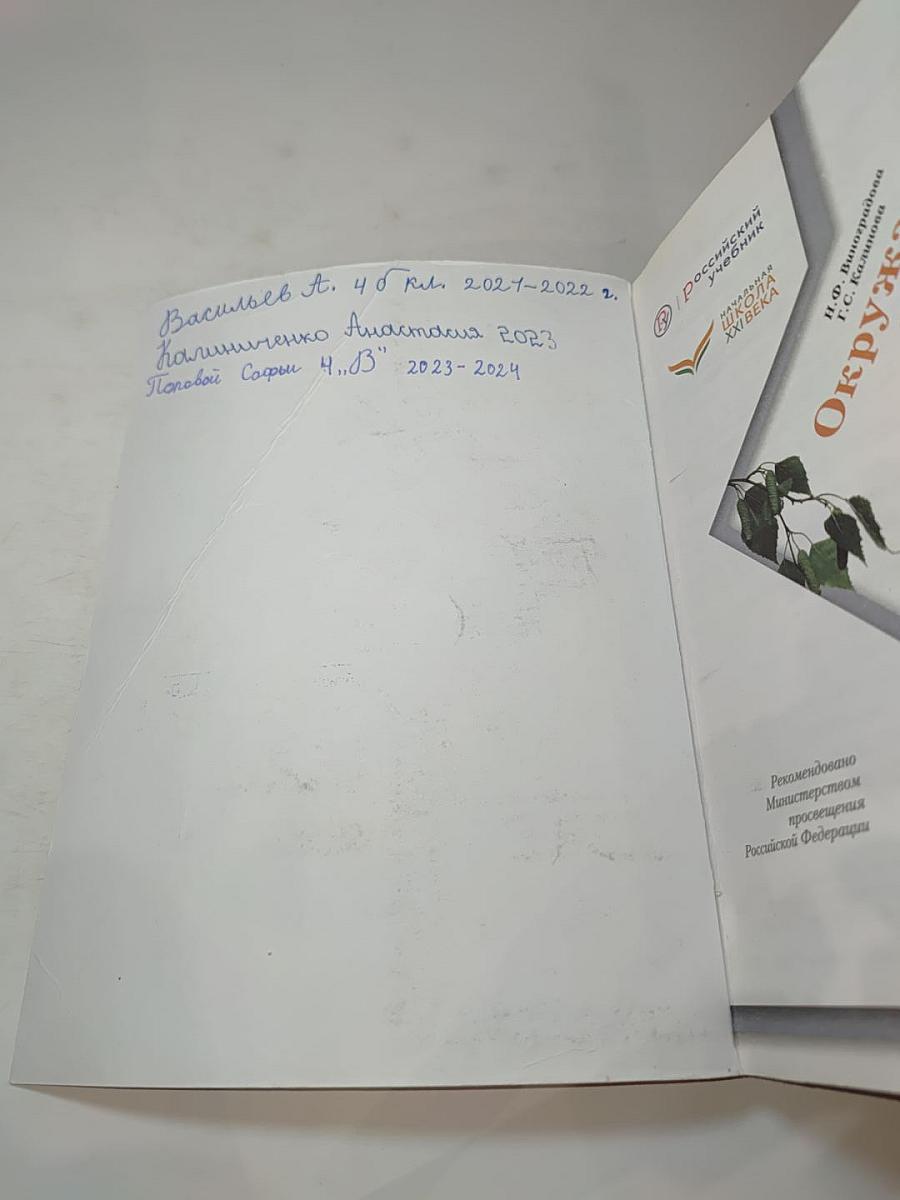 Васильев А. 4 б кл. 2021-2022 г.
Калиниченко Анастасия 2023
Поповой Софьи 4 „В" 2023-2024
Российский
учебник
НАЧАЛЬНАЯ
ШКОЛА
XXI ВЕКА
Н.Ф. Виноградова
Г.С. Калинова
Окружа
Рекомендовано
Министерством
просвещения
Российской Федерации